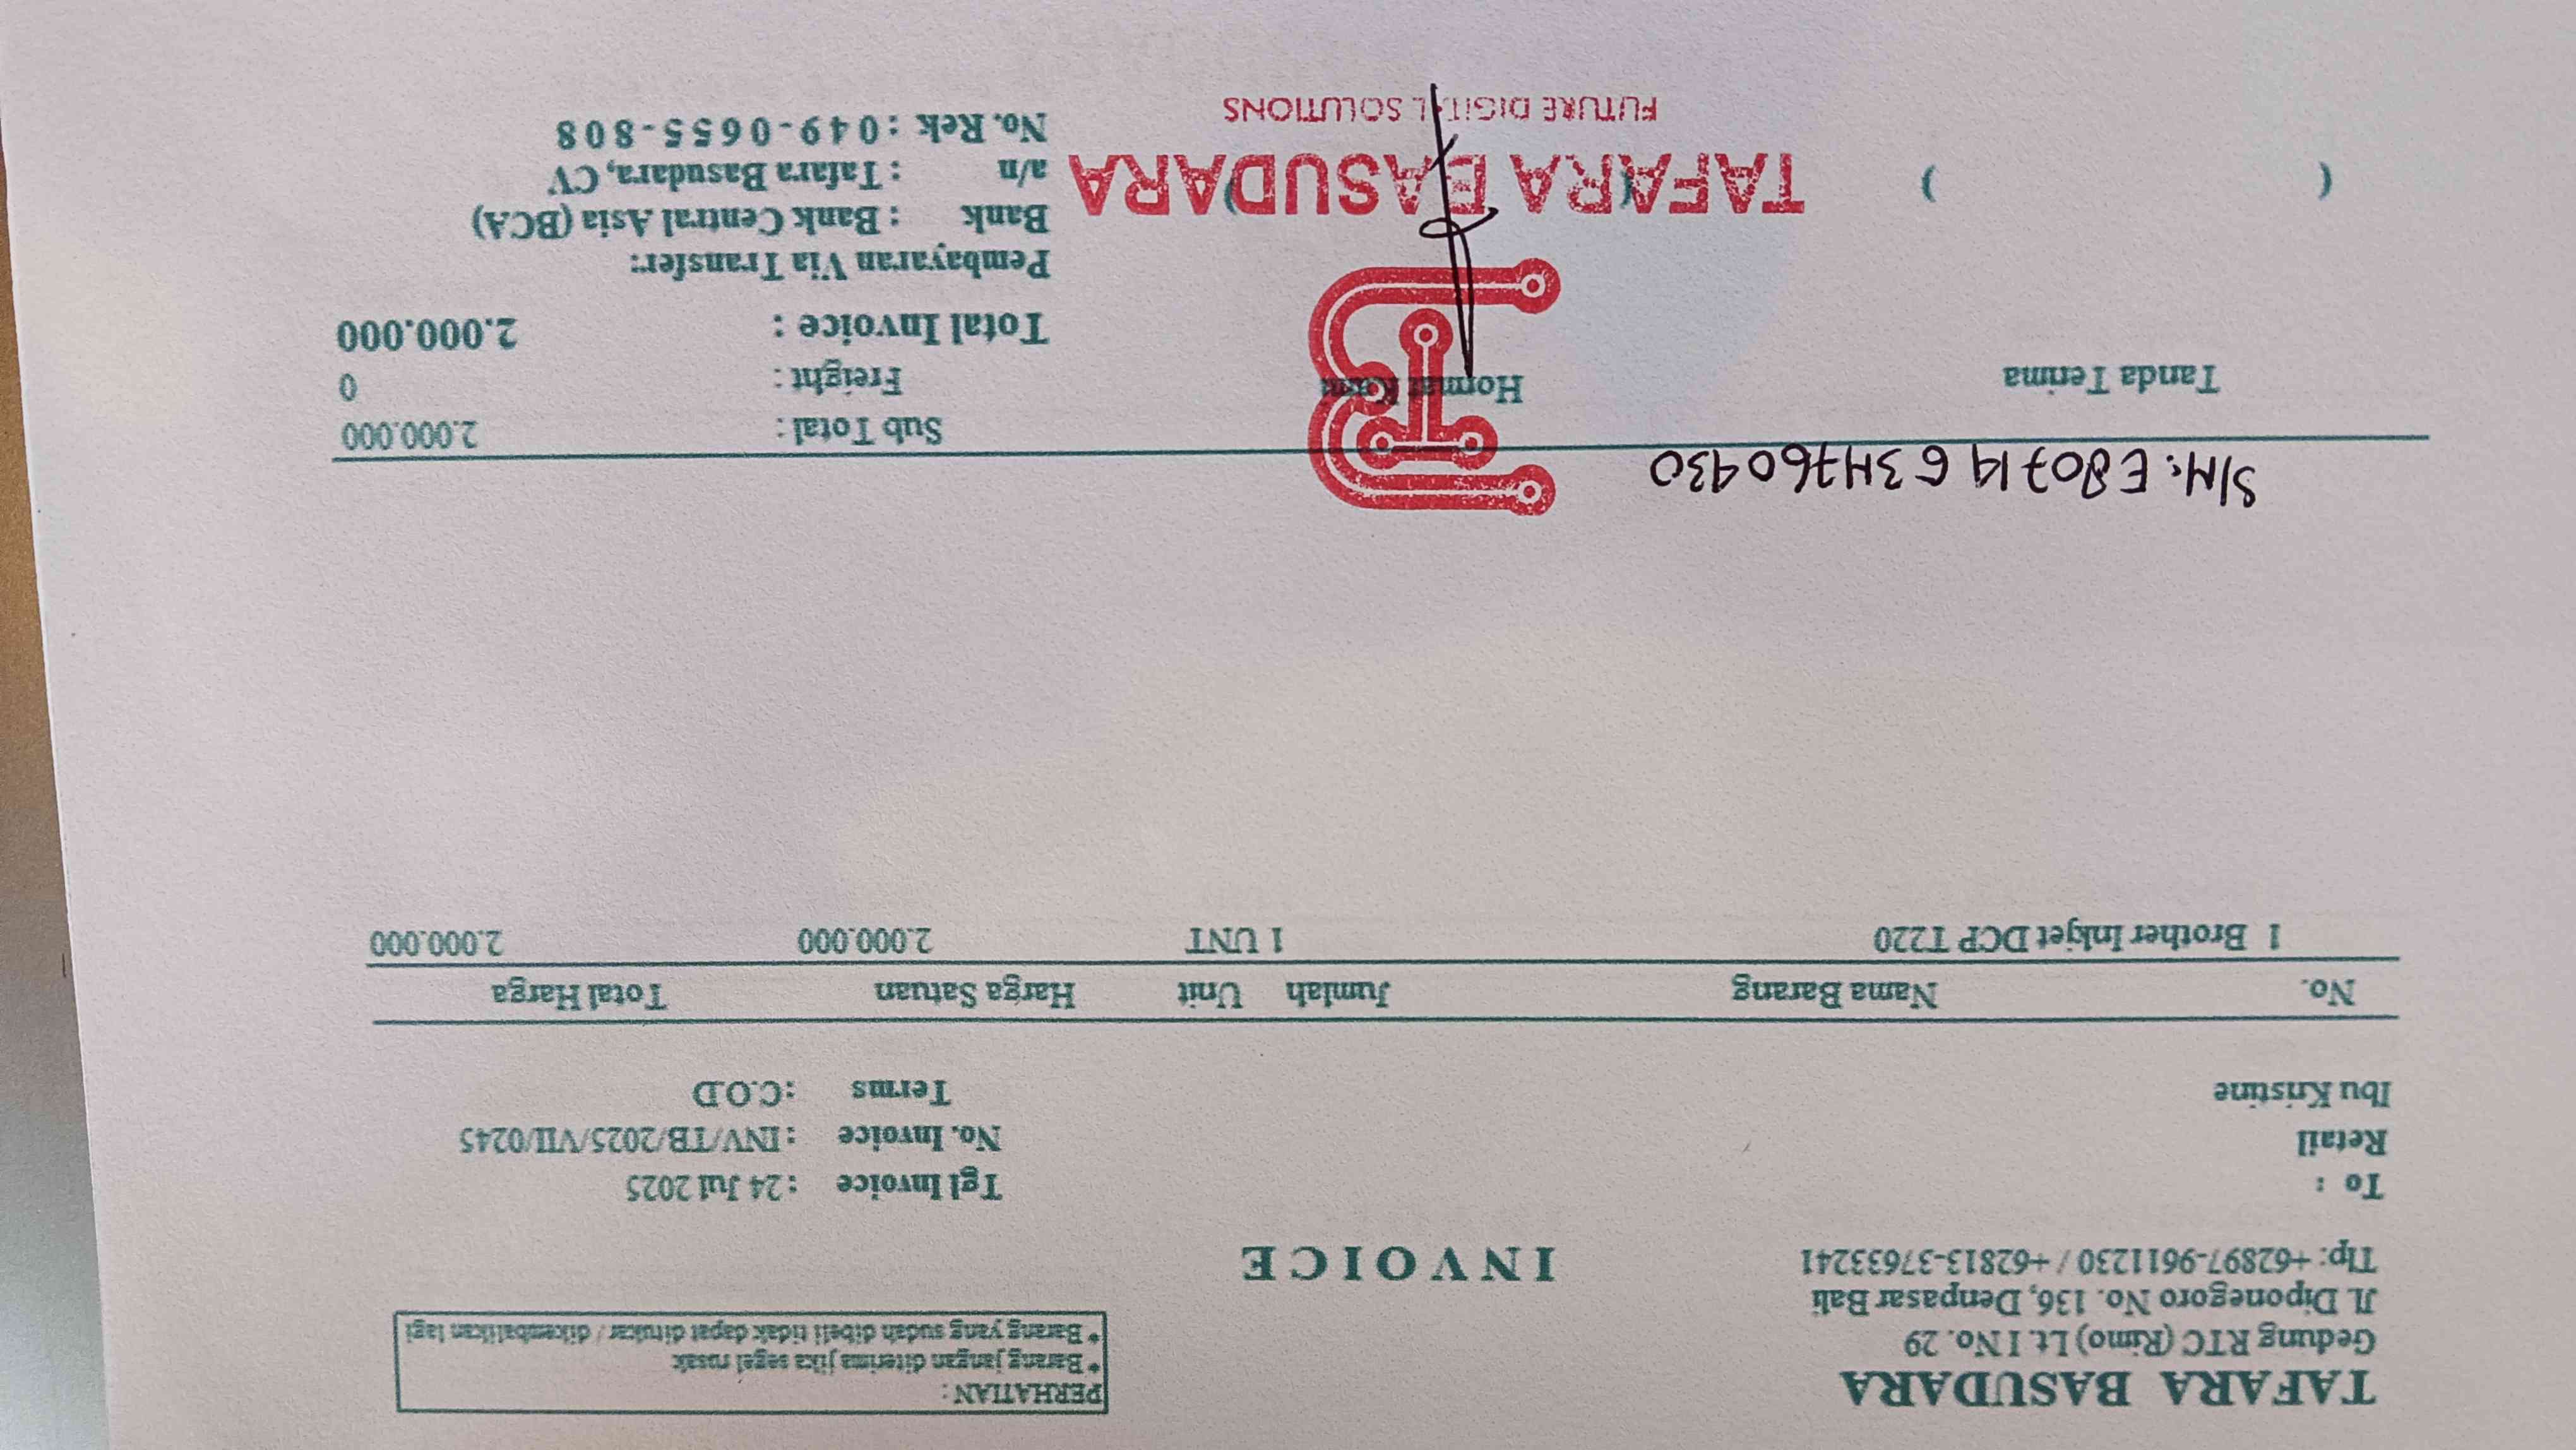 TAFARA BASUDARA
Gedung RTC (Rimo) Lt I No. 29
Jl. Diponegoro No. 136, Denpasar Bali
Tlp: +62897-9611230 / +62813-37633241
PERHATIAN :
* Barang jangan diterima jika segel rusak
* Barang yang sudah dibeli tidak dapat ditukar / dikembalikan lagi
INVOICE
To :
Retail
Ibu Kristine
Tgl Invoice : 24 Jul 2025
No. Invoice : INV/TB/2025/VII/0245
Terms : C.O.D
No. Nama Barang Jumlah Unit Harga Satuan Total Harga
1 Brother Inkjet DCP T220 1 UNT 2.000.000 2.000.000
S/N: E80719G3H760930
Sub Total : 2.000.000
Freight : 0
Total Invoice : 2.000.000
Tanda Terima Hormat Kami
Pembayaran Via Transfer:
Bank : Bank Central Asia (BCA)
a/n : Tafara Basudara, CV
No. Rek : 049-0655-808
( ) ( )
TAFARA BASUDARA
FUTURE DIGITAL SOLUTIONS